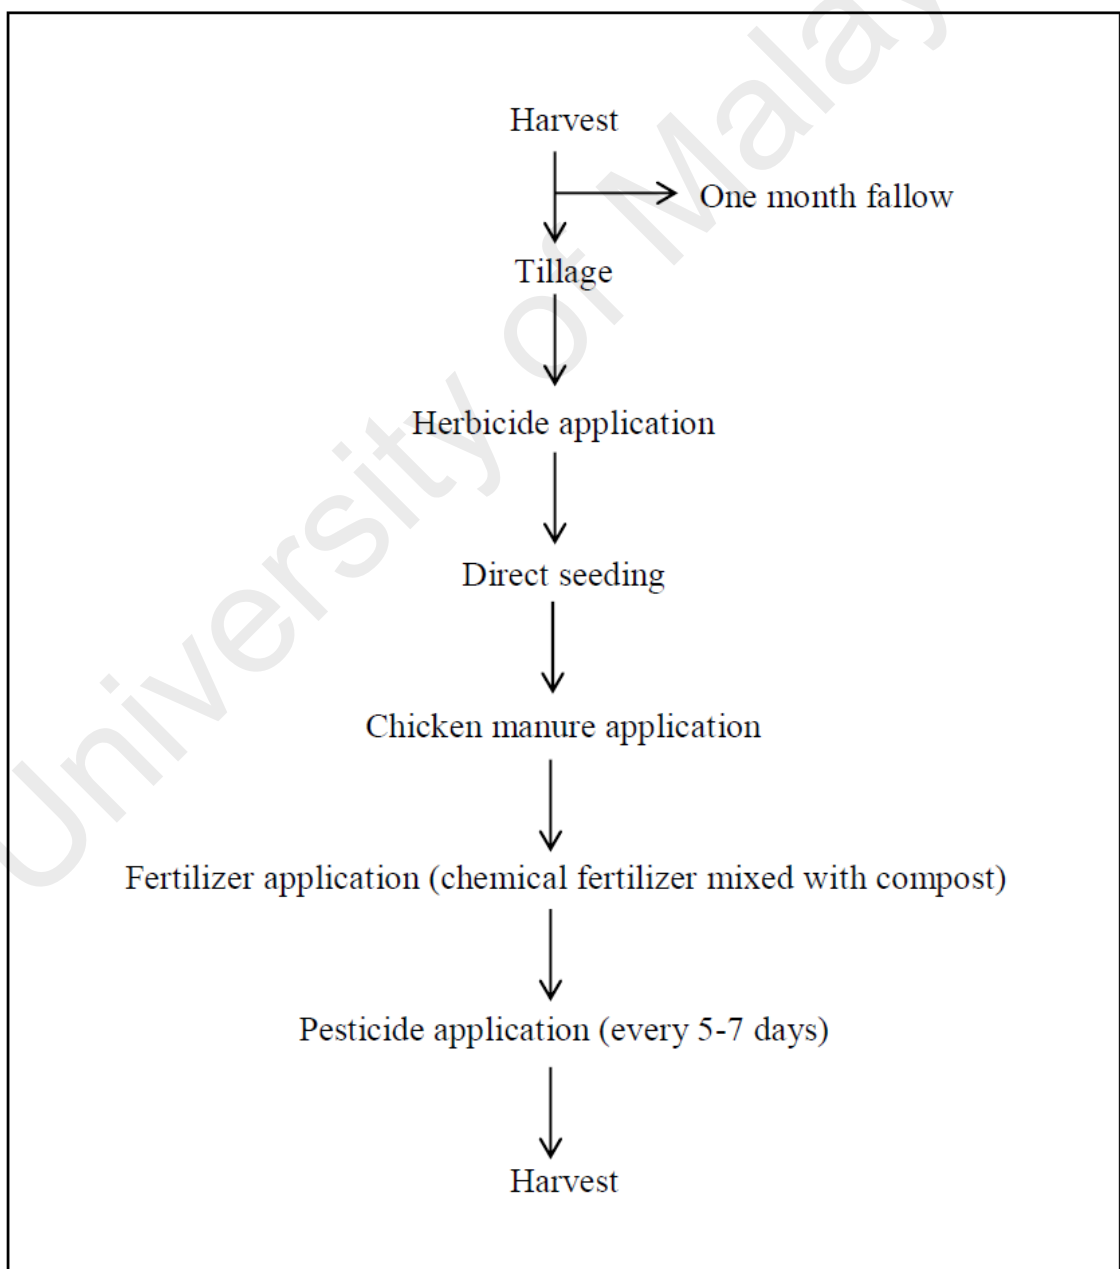 Harvest
One month fallow
Tillage
Herbicide application
Direct seeding
Chicken manure application
Fertilizer application (chemical fertilizer mixed with compost)
Pesticide application (every 5-7 days)
Harvest
University of Malay